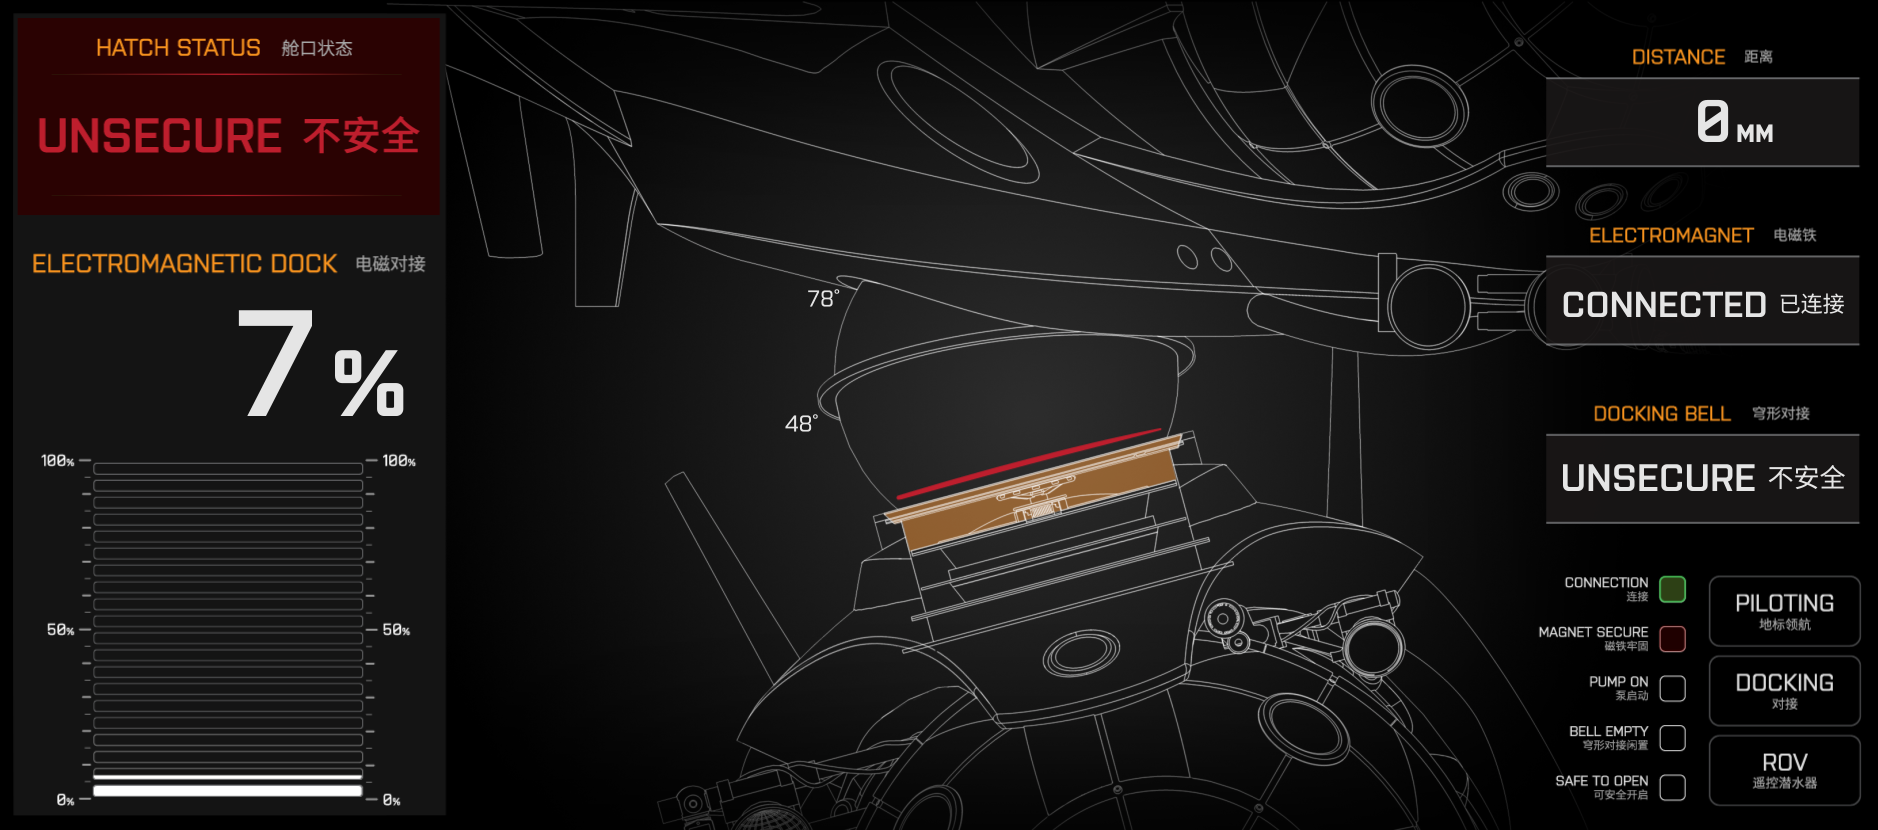 HATCH STATUS 舱口状态
UNSECURE 不安全
ELECTROMAGNETIC DOCK 电磁对接
7%
100% 100%
50% 50%
0% 0%
78°
48°
DISTANCE 距离
0 MM
ELECTROMAGNET 电磁铁
CONNECTED 已连接
DOCKING BELL 穹形对接
UNSECURE 不安全
CONNECTION
连接
MAGNET SECURE
磁铁牢固
PUMP ON
泵启动
BELL EMPTY
穹形对接闲置
SAFE TO OPEN
可安全开启
PILOTING
地标领航
DOCKING
对接
ROV
遥控潜水器